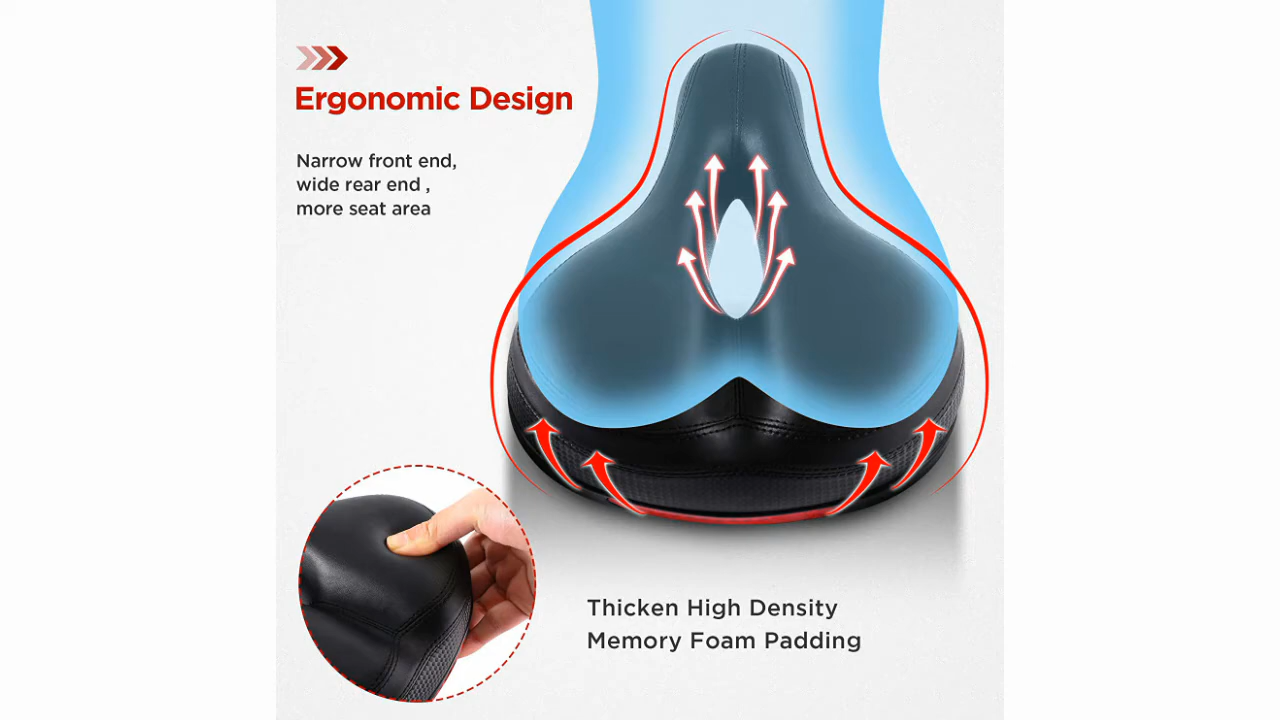 Ergonomic Design
Narrow front end,
wide rear end ,
more seat area
Thicken High Density
Memory Foam Padding